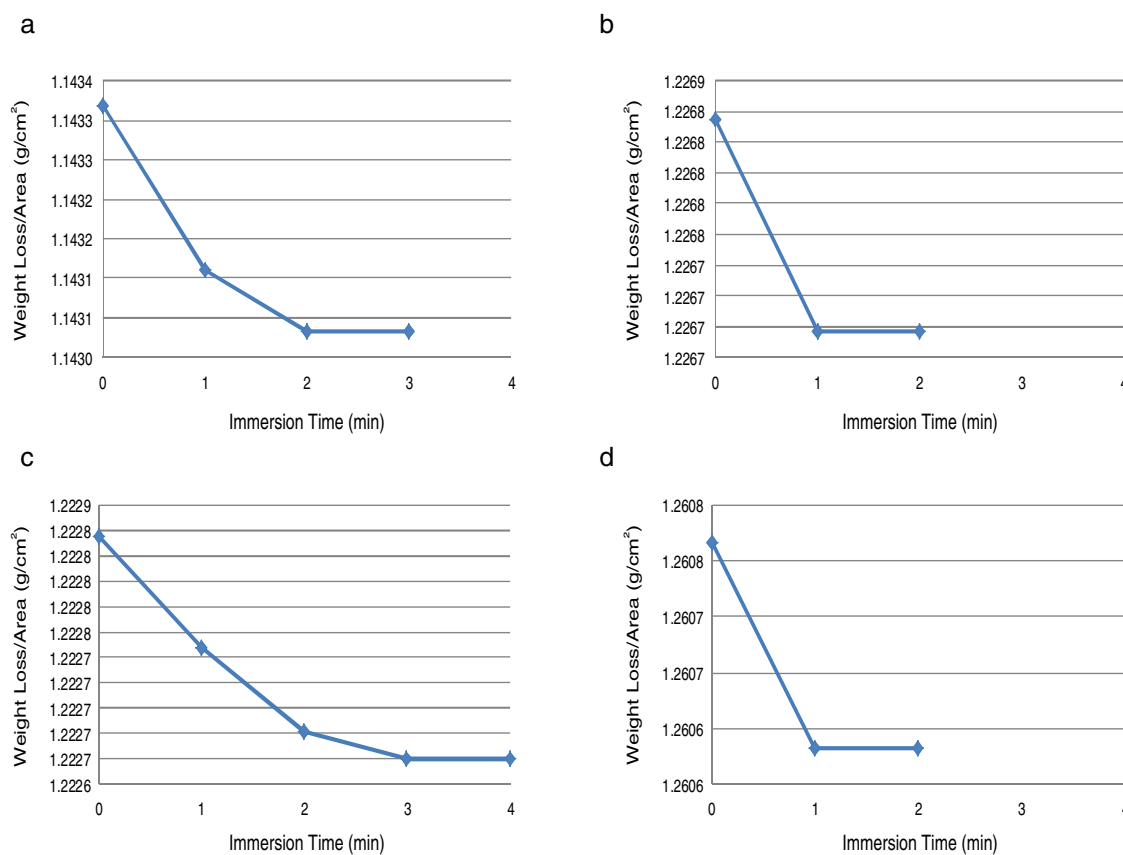 a
Weight Loss/Area (g/cm²)
1.1434
1.1433
1.1433
1.1432
1.1432
1.1431
1.1431
1.1430
0 1 2 3 4
Immersion Time (min)
b
Weight Loss/Area (g/cm²)
1.2269
1.2268
1.2268
1.2268
1.2268
1.2268
1.2267
1.2267
1.2267
1.2267
0 1 2 3 4
Immersion Time (min)
c
Weight Loss/Area (g/cm²)
1.2229
1.2228
1.2228
1.2228
1.2228
1.2228
1.2227
1.2227
1.2227
1.2227
1.2227
1.2226
0 1 2 3 4
Immersion Time (min)
d
Weight Loss/Area (g/cm²)
1.2608
1.2608
1.2607
1.2607
1.2606
1.2606
0 1 2 3 4
Immersion Time (min)